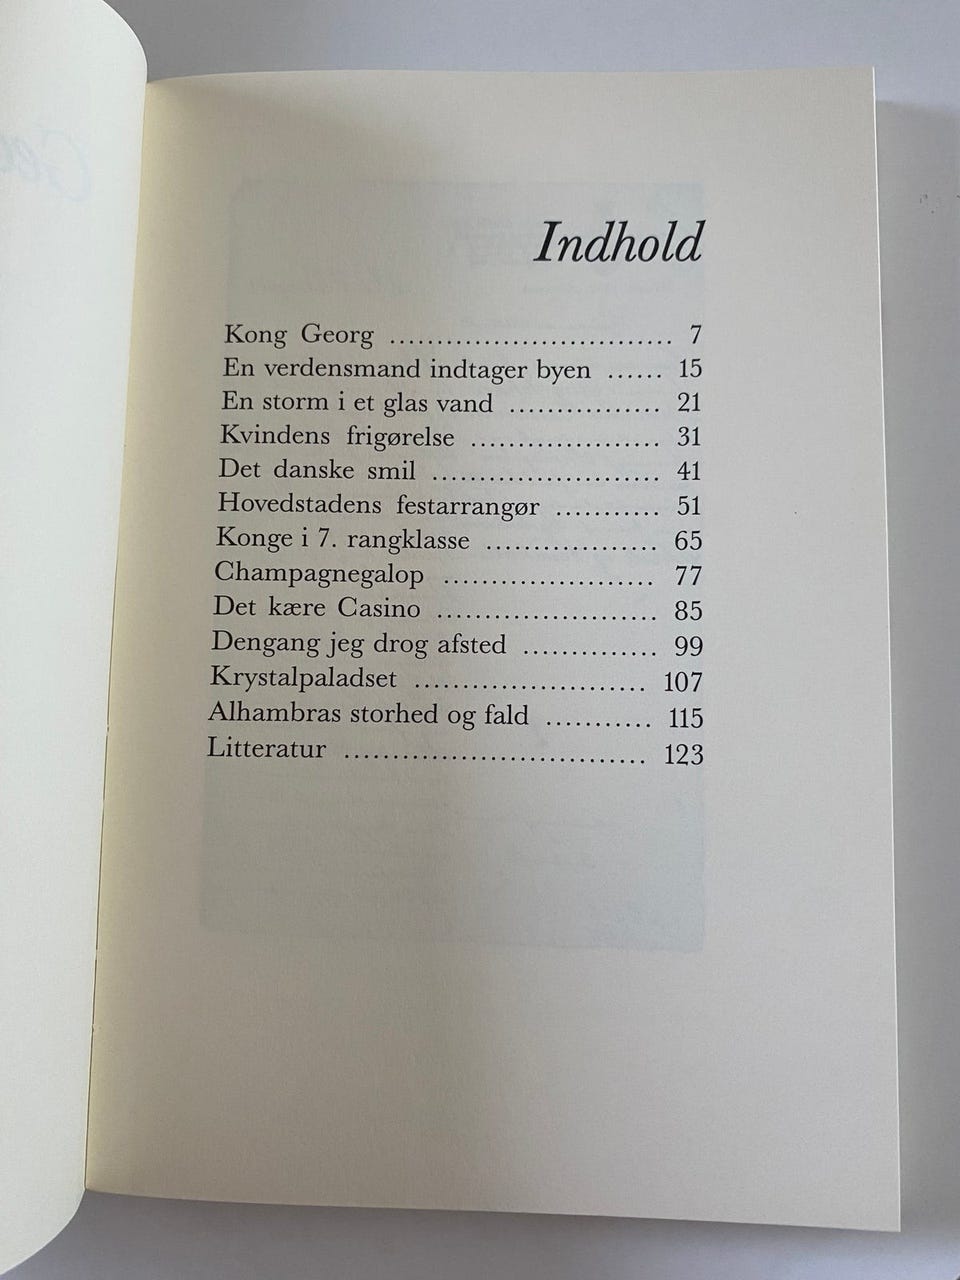 Indhold
Kong Georg .............................. 7
En verdensmand indtager byen ...... 15
En storm i et glas vand ................ 21
Kvindens frigørelse .................... 31
Det danske smil ........................ 41
Hovedstadens festarrangør ........... 51
Konge i 7. rangklasse .................. 65
Champagnegalop ...................... 77
Det kære Casino ....................... 85
Dengang jeg drog afsted .............. 99
Krystalpaladset ........................ 107
Alhambras storhed og fald ........... 115
Litteratur ................................ 123